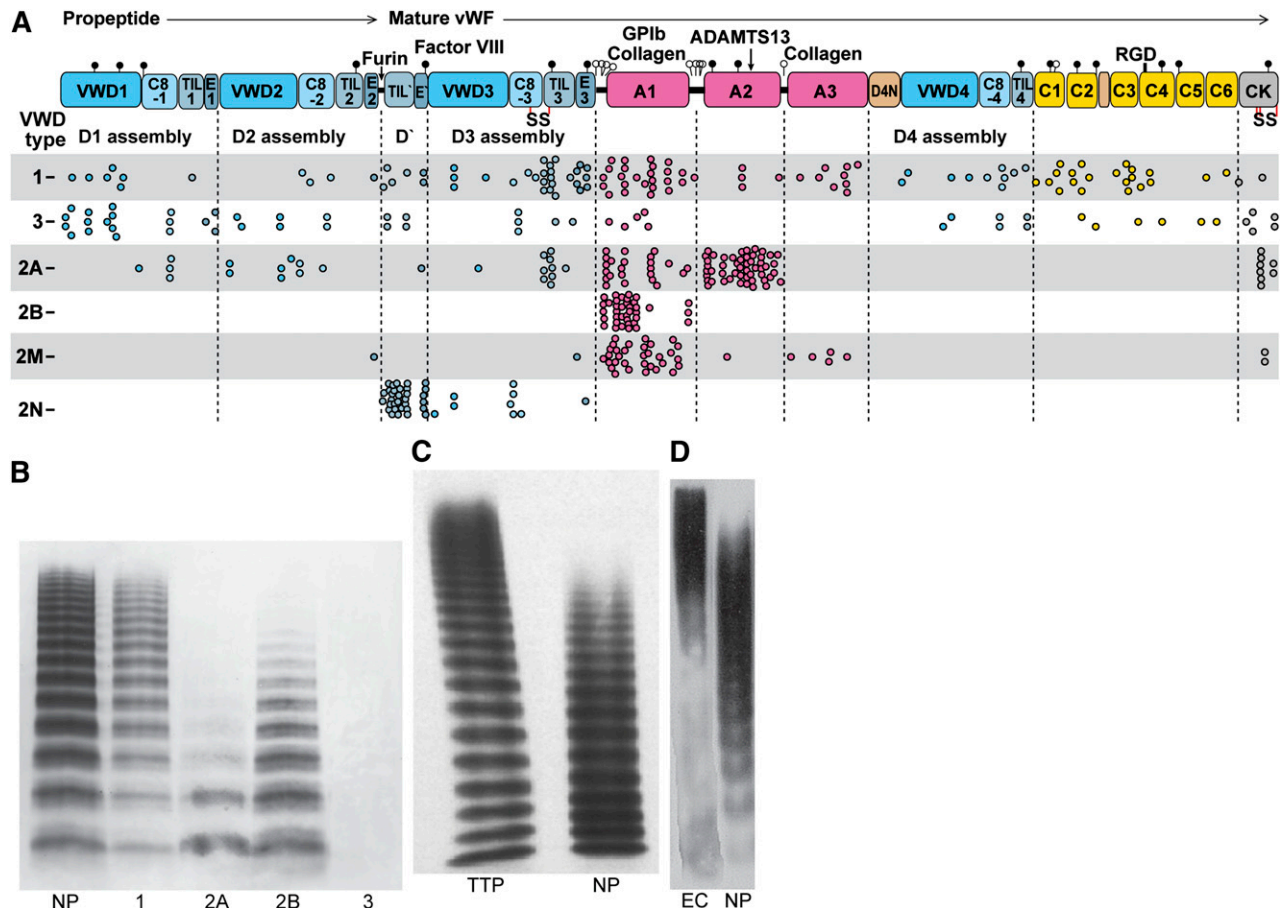 A
Propeptide
Mature vWF
Furin
Factor VIII
GPIb
Collagen
ADAMTS13
Collagen
RGD
VWD1
C8
-1
TIL
1
E
1
VWD2
C8
-2
TIL
2
E
2
TIL`
E`
VWD3
C8
-3
TIL
3
E
3
A1
A2
A3
D4N
VWD4
C8
-4
TIL
4
C1
C2
C3
C4
C5
C6
CK
SS
SS
VWD
type
D1 assembly
D2 assembly
D`
D3 assembly
D4 assembly
1
3
2A
2B
2M
2N
B
NP
1
2A
2B
3
C
TTP
NP
D
EC
NP